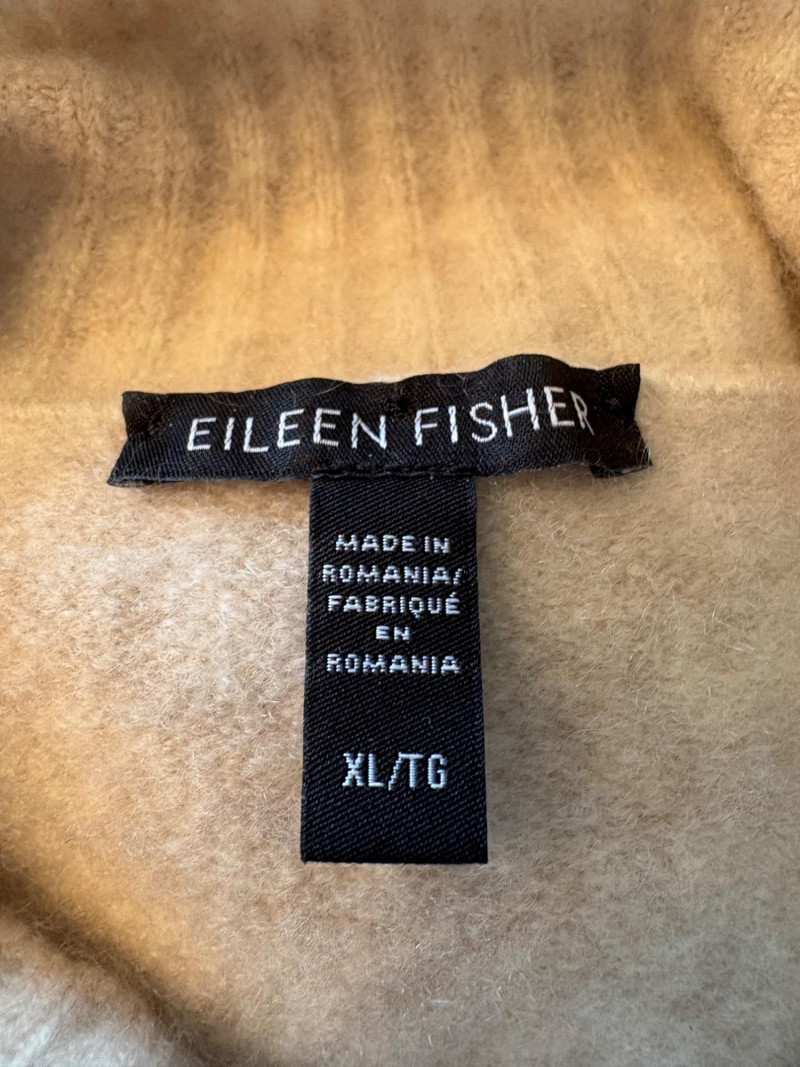 EILEEN FISHER
MADE IN
ROMANIA/
FABRIQUÉ
EN
ROMANIA
XL/TG